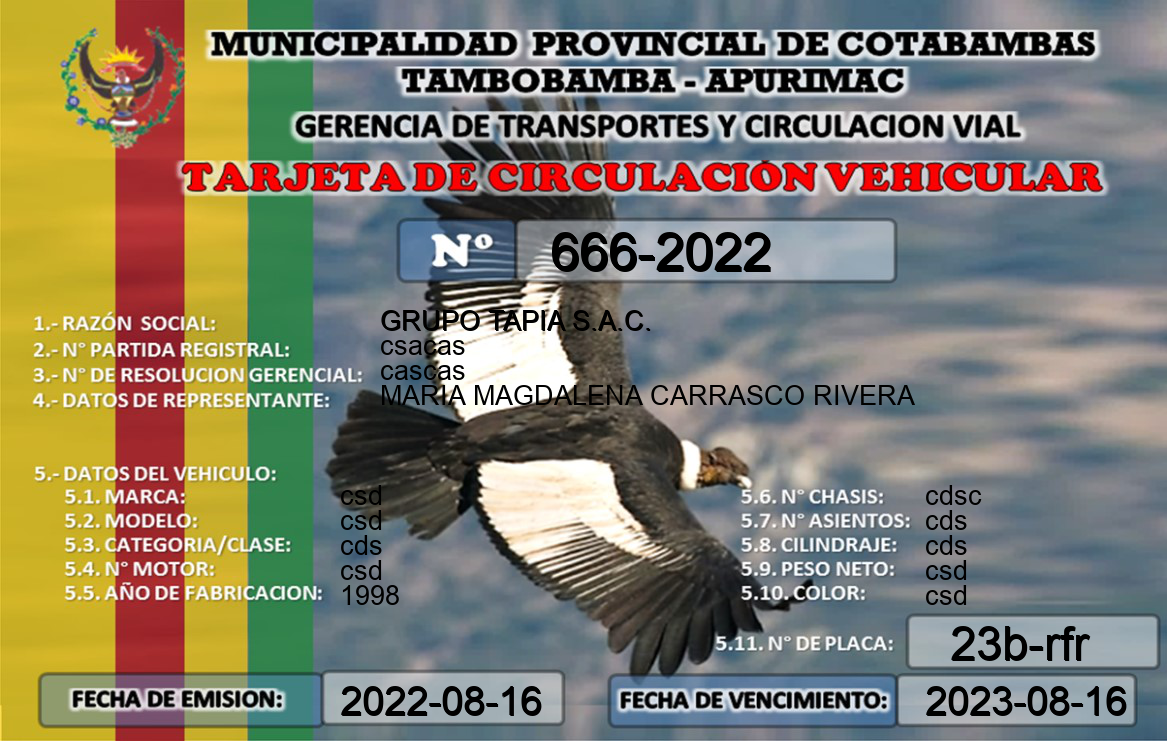 MUNICIPALIDAD PROVINCIAL DE COTABAMBAS
TAMBOBAMBA - APURIMAC
GERENCIA DE TRANSPORTES Y CIRCULACION VIAL
TARJETA DE CIRCULACIÓN VEHICULAR
Nº 666-2022
1.- RAZÓN SOCIAL: GRUPO TAPIA S.A.C.
2.- N° PARTIDA REGISTRAL: csacas
3.- N° DE RESOLUCION GERENCIAL: cascas
4.- DATOS DE REPRESENTANTE: MARIA MAGDALENA CARRASCO RIVERA
5.- DATOS DEL VEHICULO:
5.1. MARCA: csd
5.2. MODELO: csd
5.3. CATEGORIA/CLASE: cds
5.4. N° MOTOR: csd
5.5. AÑO DE FABRICACION: 1998
5.6. N° CHASIS: cdsc
5.7. N° ASIENTOS: cds
5.8. CILINDRAJE: cds
5.9. PESO NETO: csd
5.10. COLOR: csd
5.11. N° DE PLACA: 23b-rfr
FECHA DE EMISION: 2022-08-16
FECHA DE VENCIMIENTO: 2023-08-16